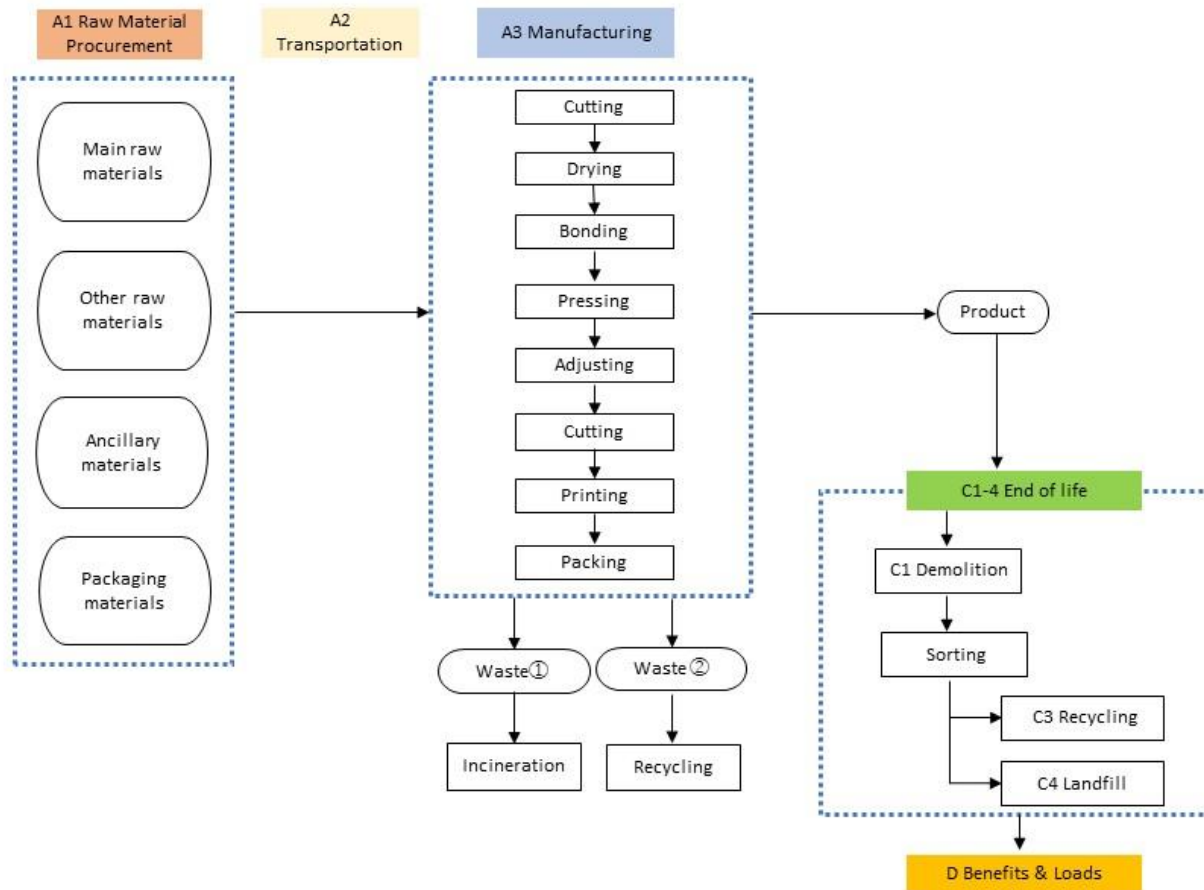 A1 Raw Material
Procurement
A2
Transportation
A3 Manufacturing
Main raw
materials
Other raw
materials
Ancillary
materials
Packaging
materials
Cutting
Drying
Bonding
Pressing
Adjusting
Cutting
Printing
Packing
Waste①
Waste②
Incineration
Recycling
Product
C1-4 End of life
C1 Demolition
Sorting
C3 Recycling
C4 Landfill
D Benefits & Loads